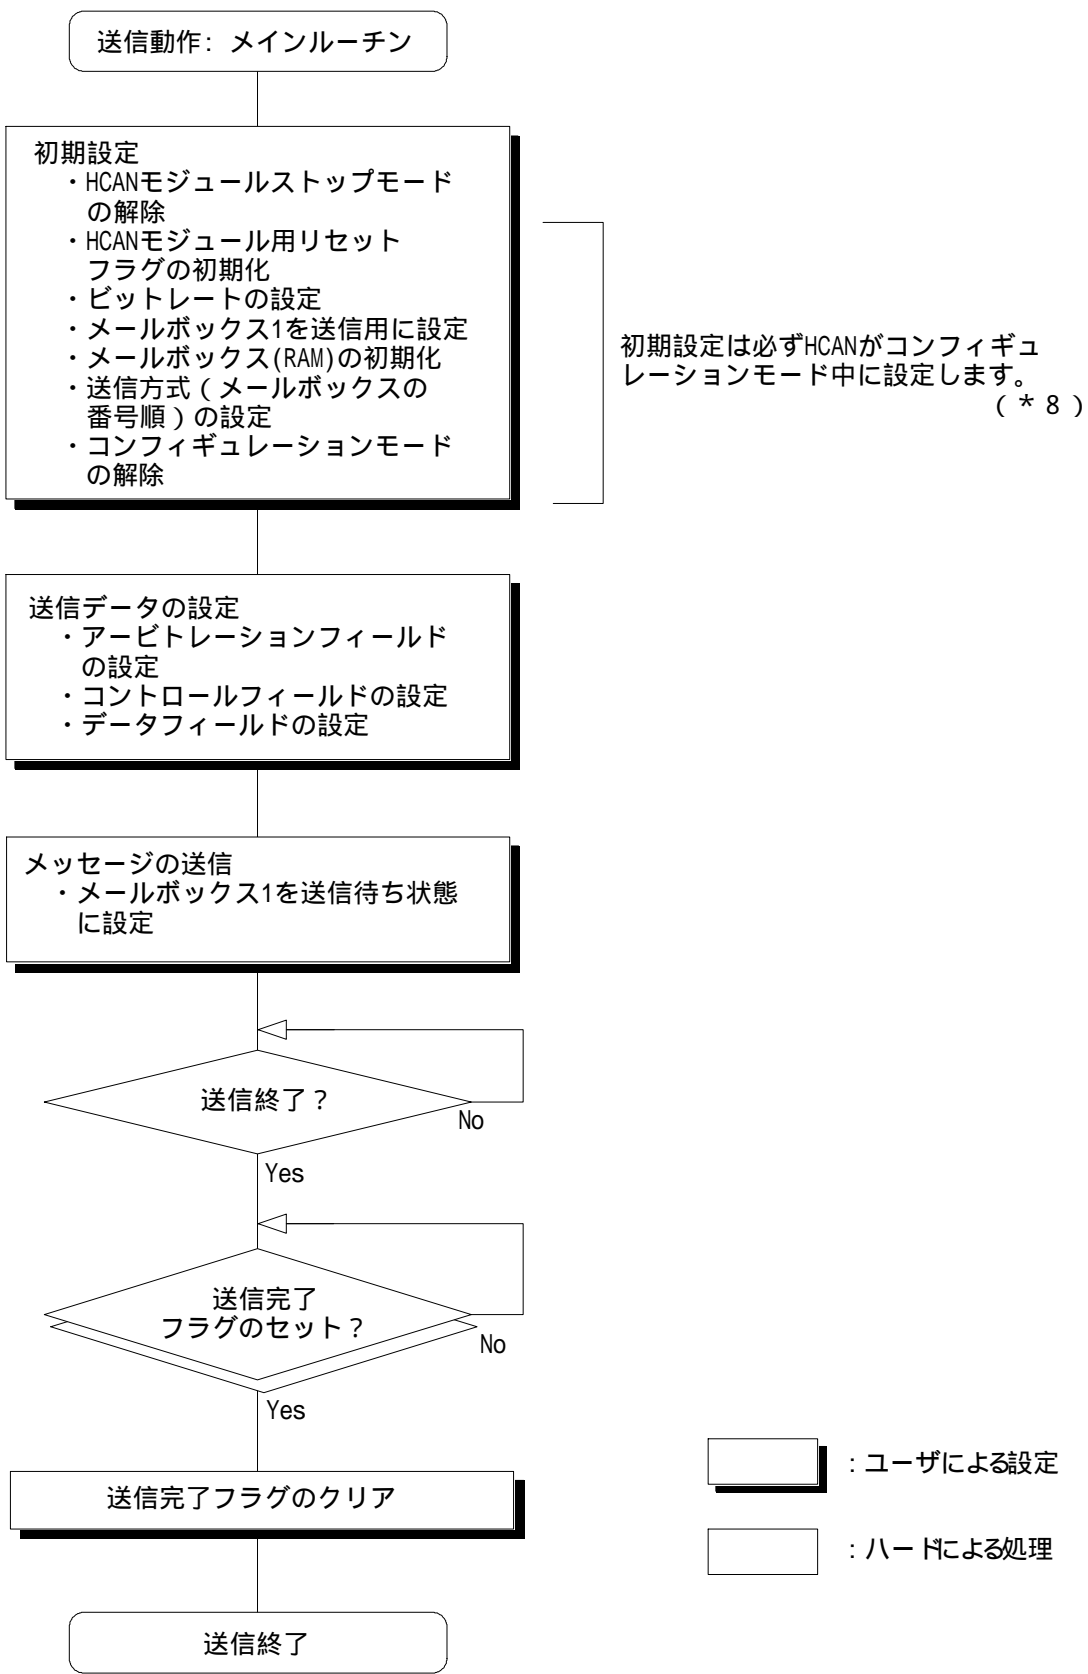 送信動作: メインルーチン
初期設定
・HCANモジュールストップモード
の解除
・HCANモジュール用リセット
フラグの初期化
・ビットレートの設定
・メールボックス1を送信用に設定
・メールボックス(RAM)の初期化
・送信方式(メールボックスの
番号順)の設定
・コンフィギュレーションモード
の解除
初期設定は必ずHCANがコンフィギュ
レーションモード中に設定します。
(*8)
送信データの設定
・アービトレーションフィールド
の設定
・コントロールフィールドの設定
・データフィールドの設定
メッセージの送信
・メールボックス1を送信待ち状態
に設定
送信終了?
No
Yes
送信完了
フラグのセット?
No
Yes
送信完了フラグのクリア
送信終了
:ユーザによる設定
:ハードによる処理